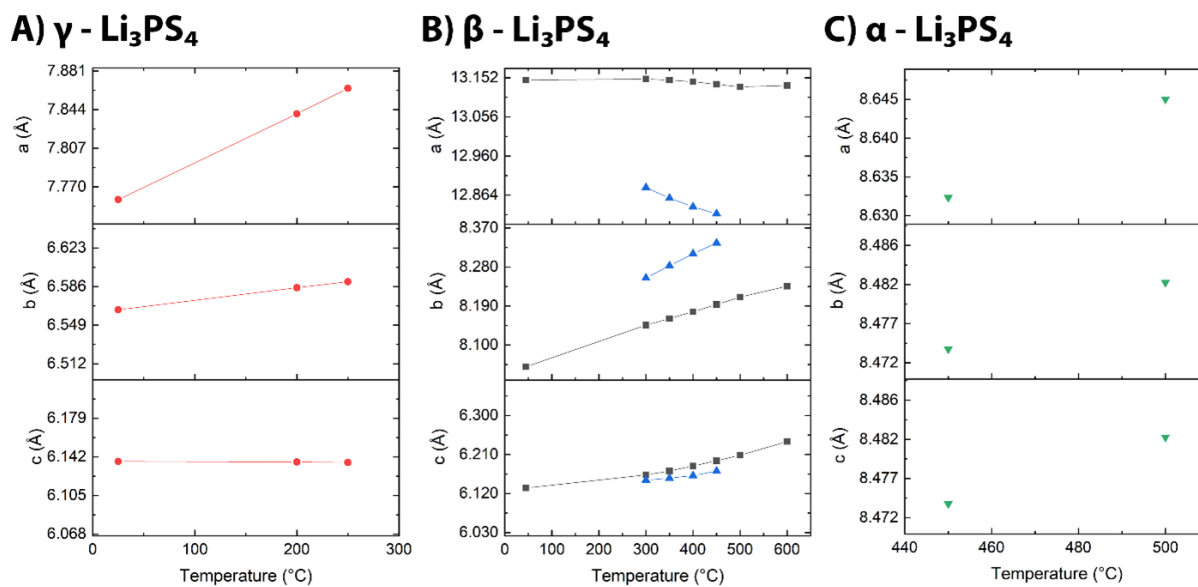 A) γ - Li₃PS₄
7.881
7.844
7.807
7.770
a (Å)
6.623
6.586
6.549
6.512
b (Å)
6.179
6.142
6.105
6.068
c (Å)
0 100 200 300
Temperature (°C)
B) β - Li₃PS₄
13.152
13.056
12.960
12.864
a (Å)
8.370
8.280
8.190
8.100
b (Å)
6.300
6.210
6.120
6.030
c (Å)
0 100 200 300 400 500 600
Temperature (°C)
C) α - Li₃PS₄
8.645
8.640
8.635
8.630
a (Å)
8.486
8.482
8.477
8.472
b (Å)
8.486
8.482
8.477
8.472
c (Å)
440 460 480 500
Temperature (°C)